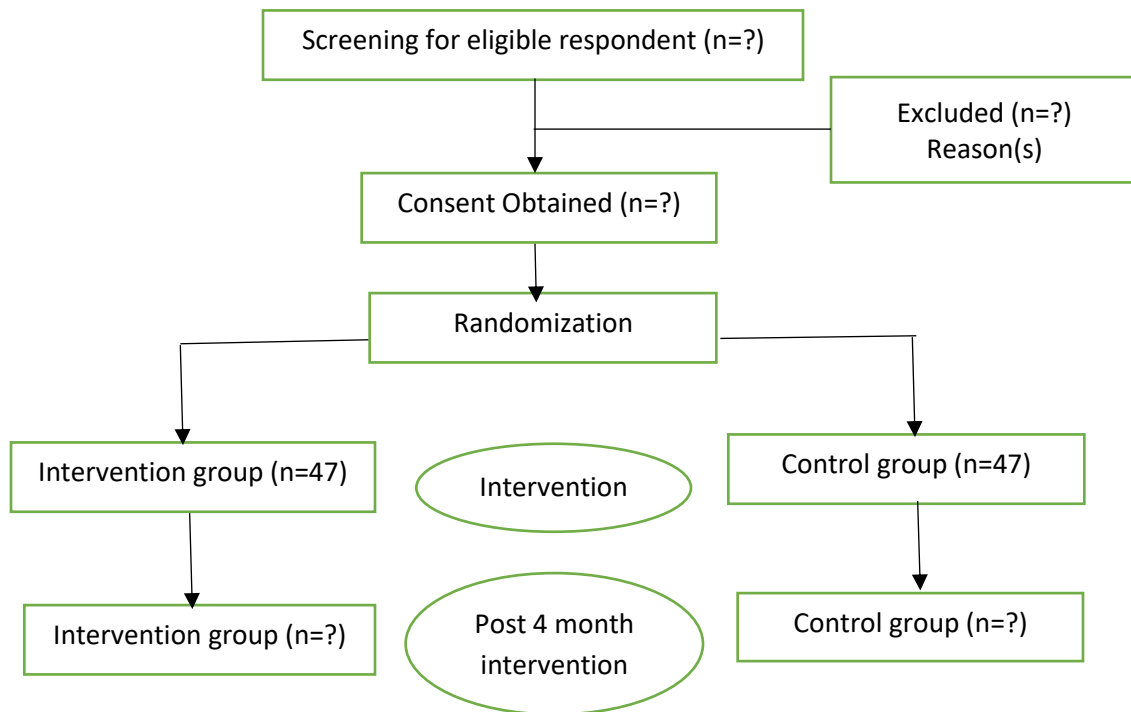 Screening for eligible respondent (n=?)
Excluded (n=?)
Reason(s)
Consent Obtained (n=?)
Randomization
Intervention group (n=47)
Intervention
Control group (n=47)
Intervention group (n=?)
Post 4 month
intervention
Control group (n=?)